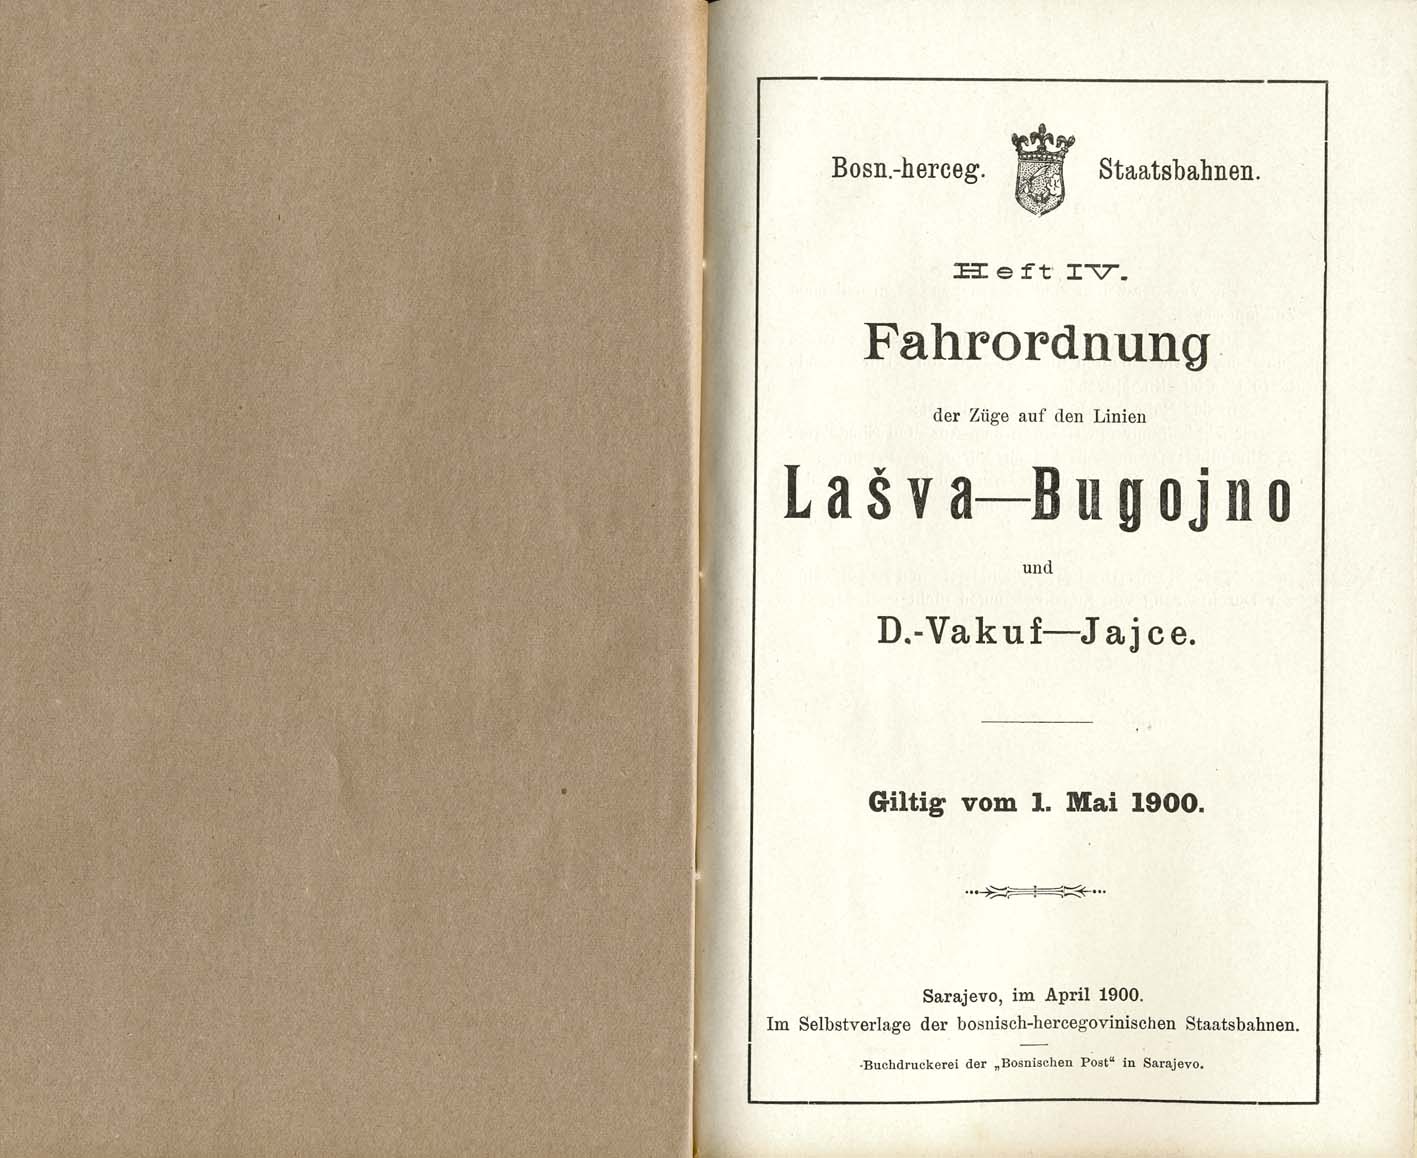 Bosn.-herceg. Staatsbahnen.
Heft IV.
Fahrordnung
der Züge auf den Linien
Lašva—Bugojno
und
D.-Vakuf—Jajce.
Giltig vom 1. Mai 1900.
Sarajevo, im April 1900.
Im Selbstverlage der bosnisch-hercegovinischen Staatsbahnen.
Buchdruckerei der „Bosnischen Post“ in Sarajevo.